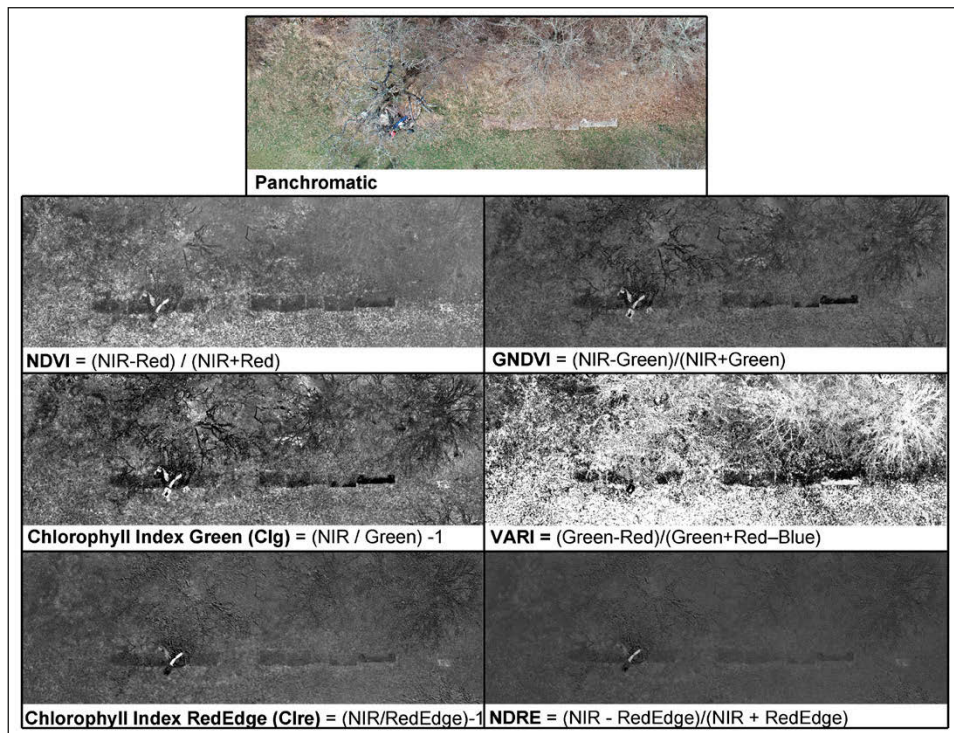 Panchromatic
NDVI = (NIR-Red) / (NIR+Red)
GNDVI = (NIR-Green)/(NIR+Green)
Chlorophyll Index Green (CIg) = (NIR / Green) -1
VARI = (Green-Red)/(Green+Red–Blue)
Chlorophyll Index RedEdge (CIre) = (NIR/RedEdge)-1
NDRE = (NIR - RedEdge)/(NIR + RedEdge)